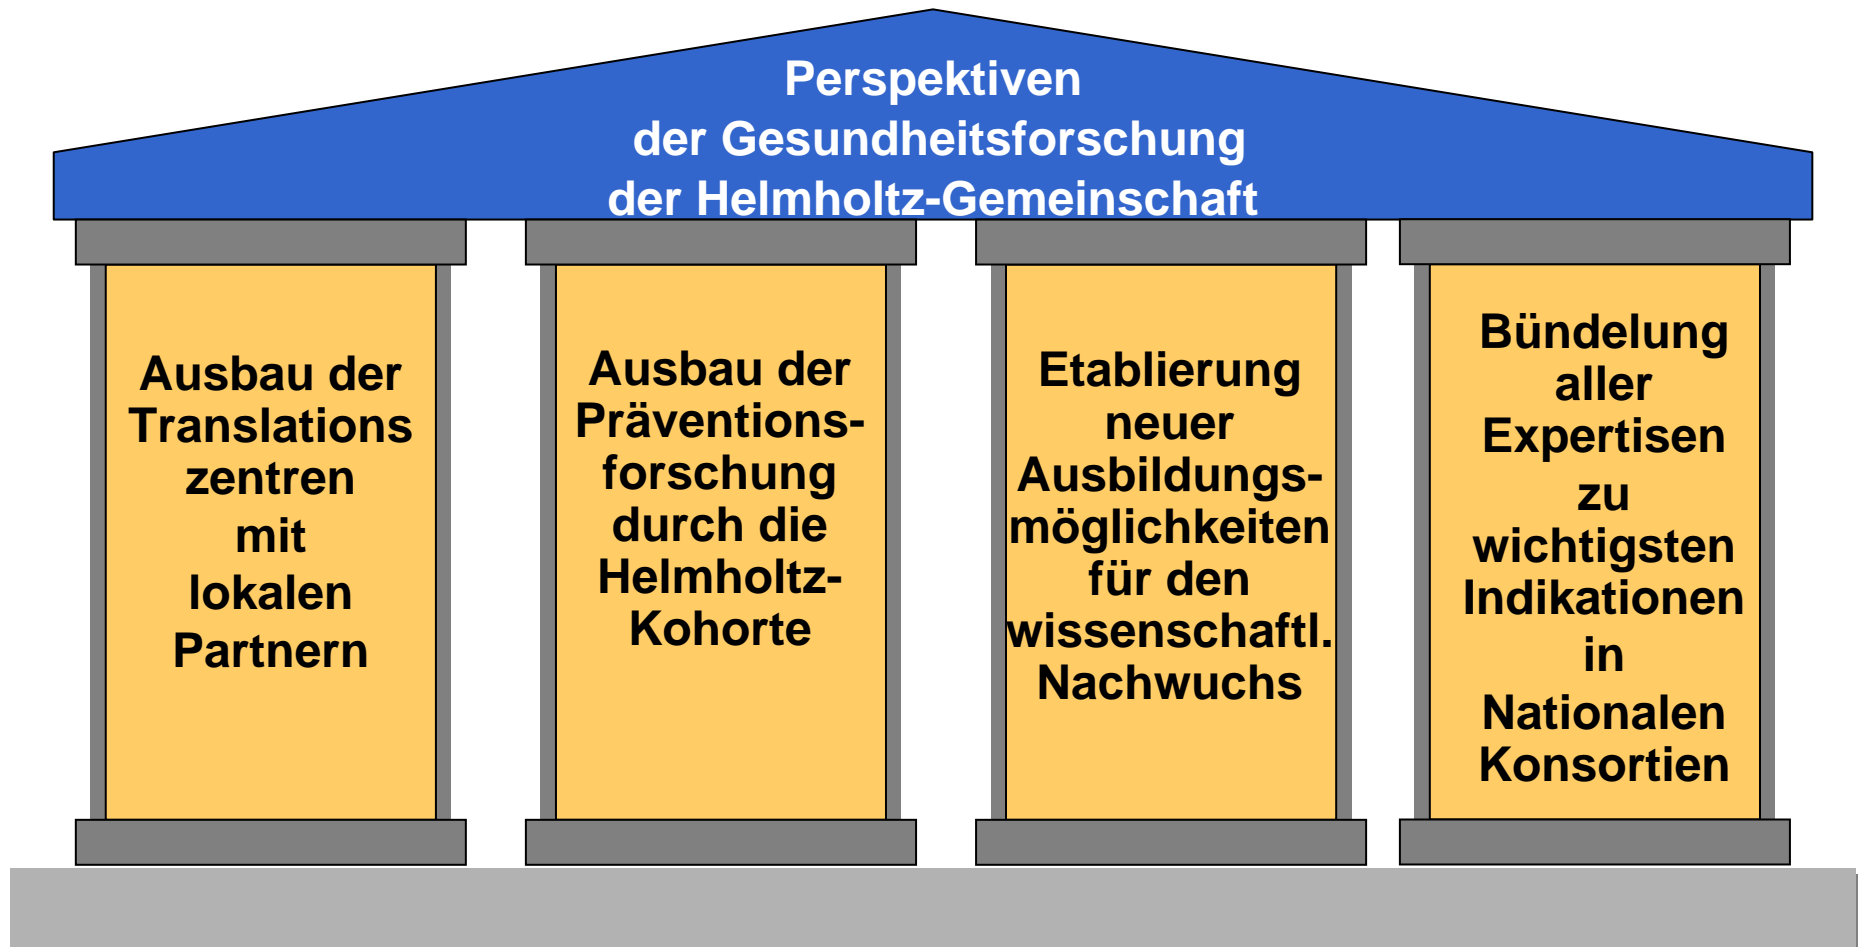 Perspektiven
der Gesundheitsforschung
der Helmholtz-Gemeinschaft
Ausbau der
Translations
zentren
mit
lokalen
Partnern
Ausbau der
Präventions-
forschung
durch die
Helmholtz-
Kohorte
Etablierung
neuer
Ausbildungs-
möglichkeiten
für den
wissenschaftl.
Nachwuchs
Bündelung
aller
Expertisen
zu
wichtigsten
Indikationen
in
Nationalen
Konsortien